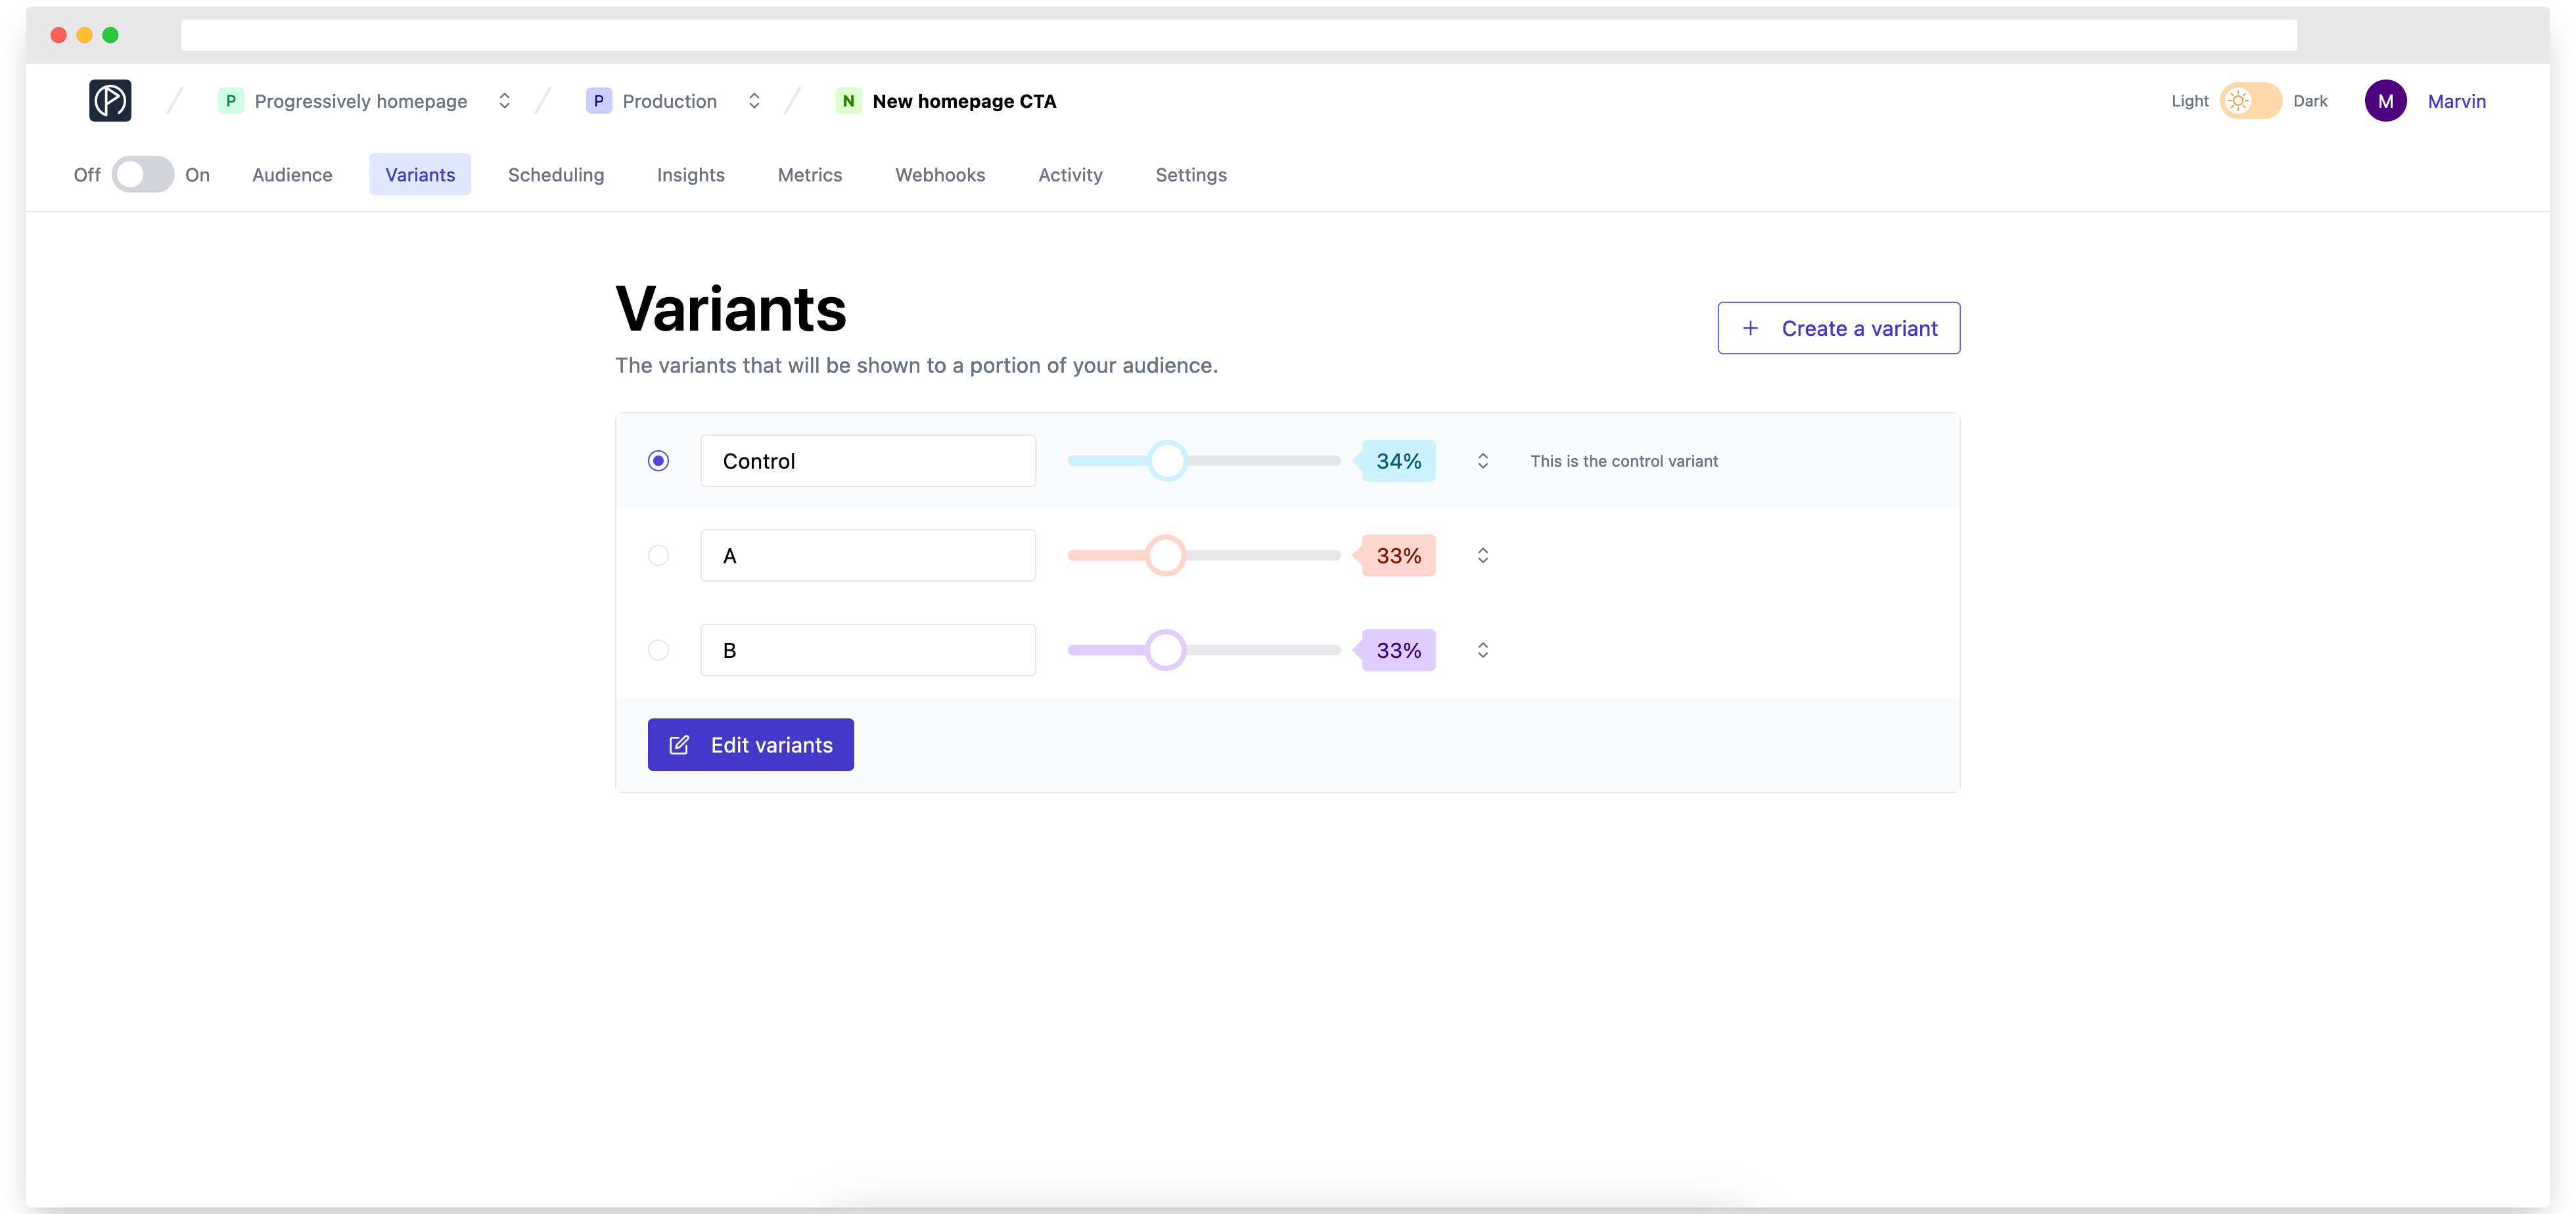 P Progressively homepage P Production N New homepage CTA Light Dark M Marvin
Off On Audience Variants Scheduling Insights Metrics Webhooks Activity Settings
Variants
+ Create a variant
The variants that will be shown to a portion of your audience.
Control 34% This is the control variant
A 33%
B 33%
Edit variants